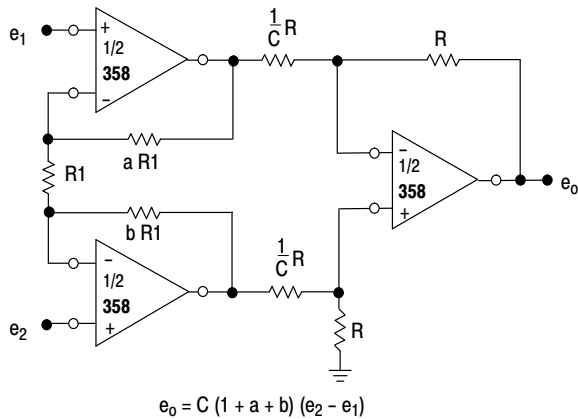 e1
+
1/2
358
−
1
C
R
R
a R1
R1
b R1
−
1/2
358
+
eo
e2
−
1/2
358
+
1
C
R
R
eo = C (1 + a + b) (e2 − e1)